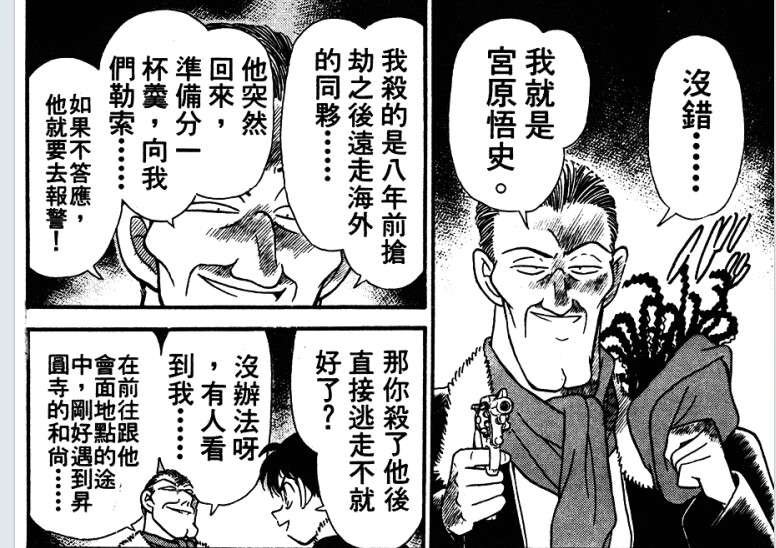 沒錯……
我就是
宮原悟史。
我殺的是八年前搶
劫之後遠走海外
的同夥……
他突然
回來，
準備分一
杯羹，向我
們勒索……
如果不答應，
他就要去報警！
那你殺了他後
直接逃走不就
好了？
沒辦法呀
，有人看
到我……
在前往跟他
會面地點的途
中，剛好遇到昇
圓寺的和尚……